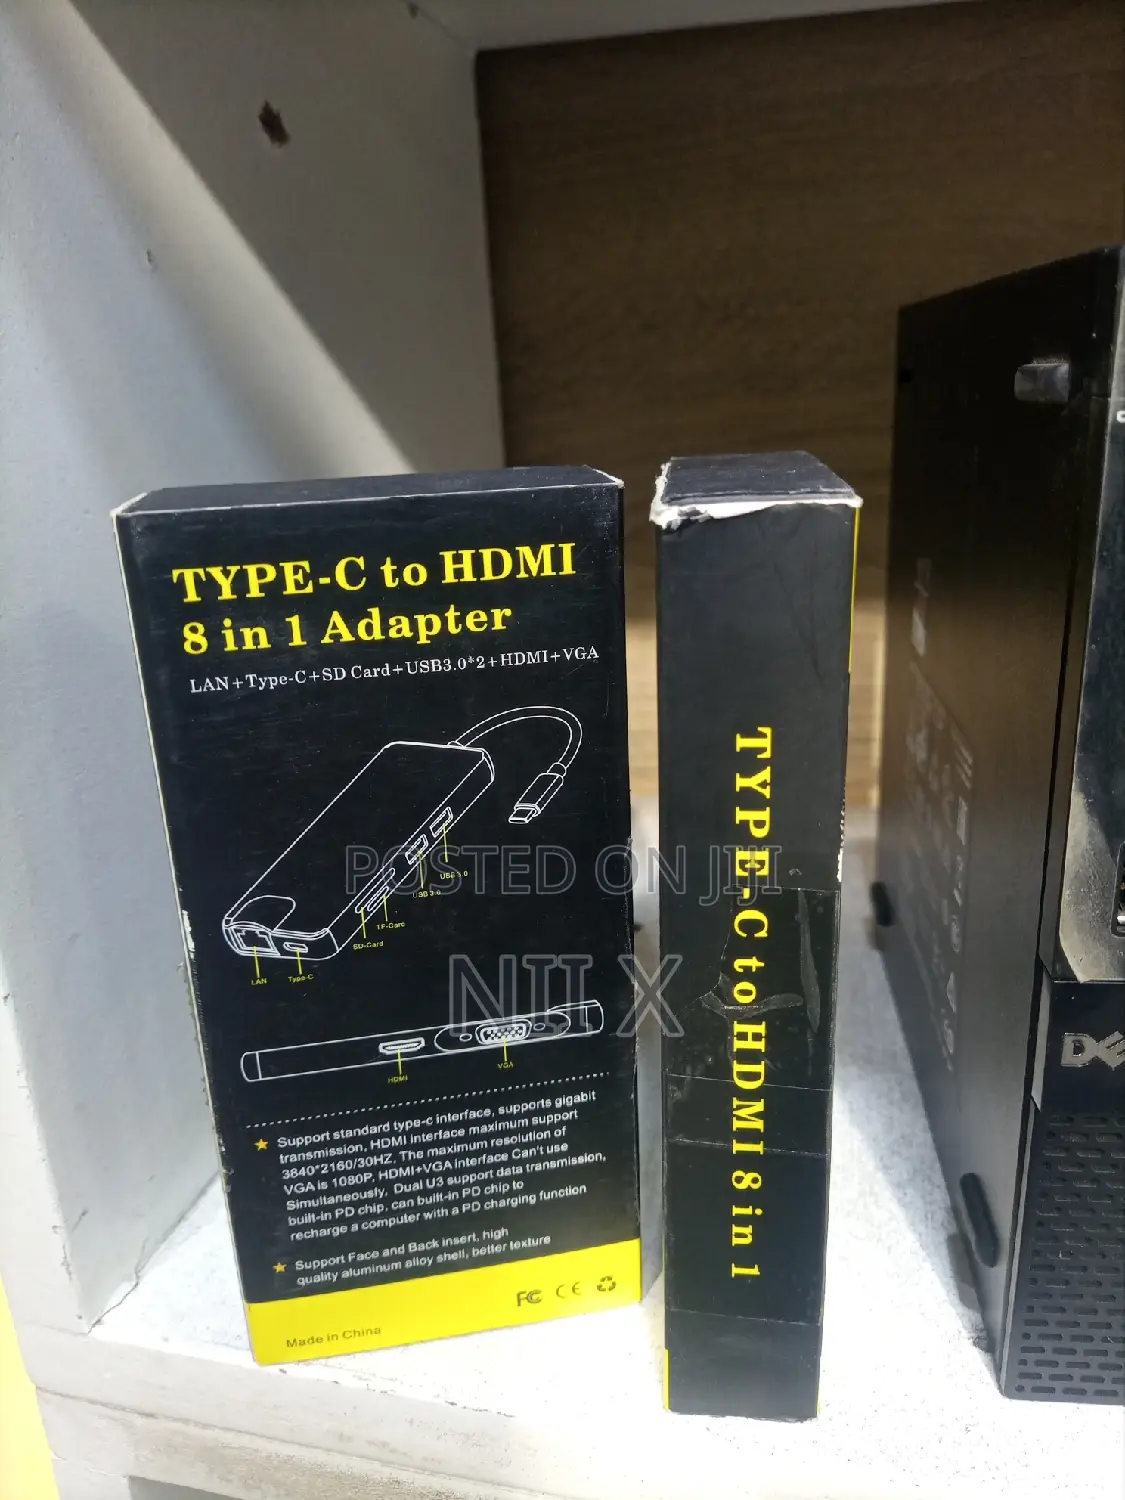 TYPE-C to HDMI
8 in 1 Adapter
LAN+Type-C+SD Card+USB3.0*2+HDMI+VGA
USB 3.0
USB 3.0
TF-Card
SD-Card
LAN
Type-C
HDMI
VGA
Support standard type-c interface, supports gigabit
transmission, HDMI interface maximum support
3840*2160/30HZ, The maximum resolution of
VGA is 1080P, HDMI+VGA interface Can't use
Simultaneously, Dual U3 support data transmission,
built-in PD chip, can built-in PD chip to
recharge a computer with a PD charging function
Support Face and Back insert, high
quality aluminum alloy shell, better texture
FC CE
Made in China
TYPE-C to HDMI 8 in 1
DE
POSTED ON JIJI
NII X